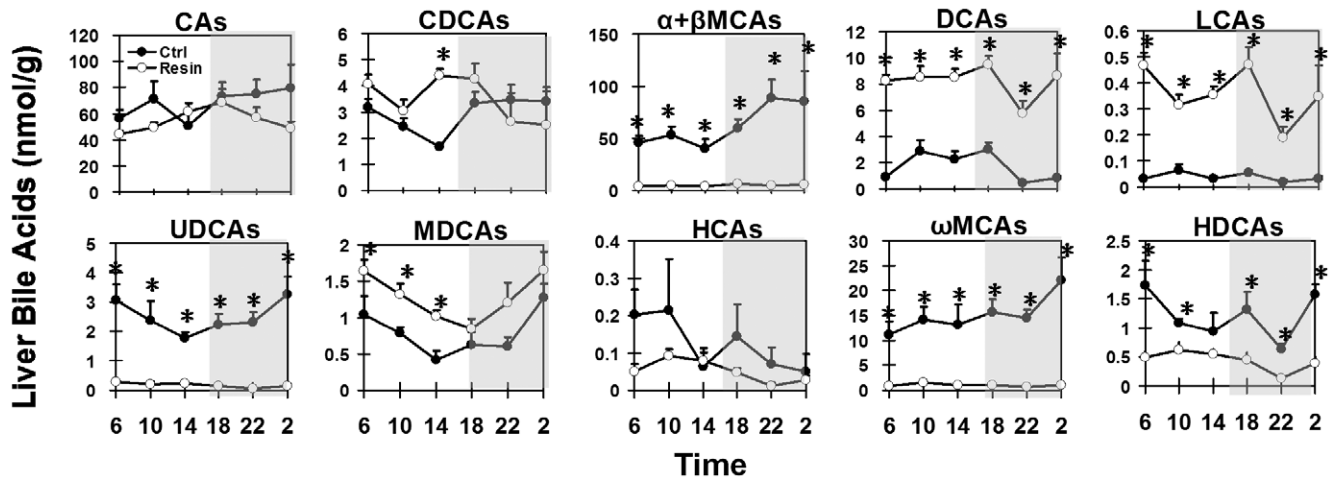 Liver Bile Acids (nmol/g)
CAs
CDCAs
α+βMCAs
DCAs
LCAs
120
100
80
60
40
20
0
Ctrl
Resin
6
5
4
3
2
1
0
*
150
100
50
0
* * * * * *
12
10
8
6
4
2
0
* * * * * *
0.6
0.5
0.4
0.3
0.2
0.1
0
* * * * * *
UDCAs
MDCAs
HCAs
ωMCAs
HDCAs
5
4
3
2
1
0
* * * * * *
6 10 14 18 22 2
2
1.5
1
0.5
0
* * *
6 10 14 18 22 2
0.4
0.3
0.2
0.1
0
6 10 14 18 22 2
30
25
20
15
10
5
0
* * * * * *
6 10 14 18 22 2
2.5
2
1.5
1
0.5
0
* * * * *
6 10 14 18 22 2
Time